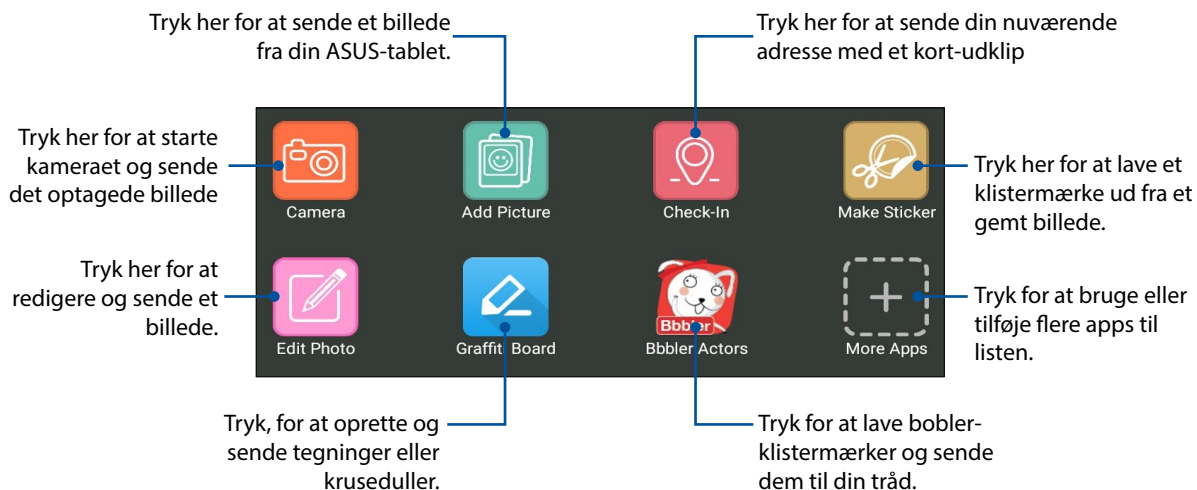 Tryk her for at sende et billede
fra din ASUS-tablet.
Tryk her for at sende din nuværende
adresse med et kort-udklip
Tryk her for at starte
kameraet og sende
det optagede billede
Camera
Add Picture
Check-In
Make Sticker
Tryk her for at lave et
klistermærke ud fra et
gemt billede.
Tryk her for at
redigere og sende et
billede.
Edit Photo
Graffiti Board
Bbbler
Bbbler Actors
More Apps
Tryk for at bruge eller
tilføje flere apps til
listen.
Tryk, for at oprette og
sende tegninger eller
kruseduller.
Tryk for at lave bobler-
klistermærker og sende
dem til din tråd.